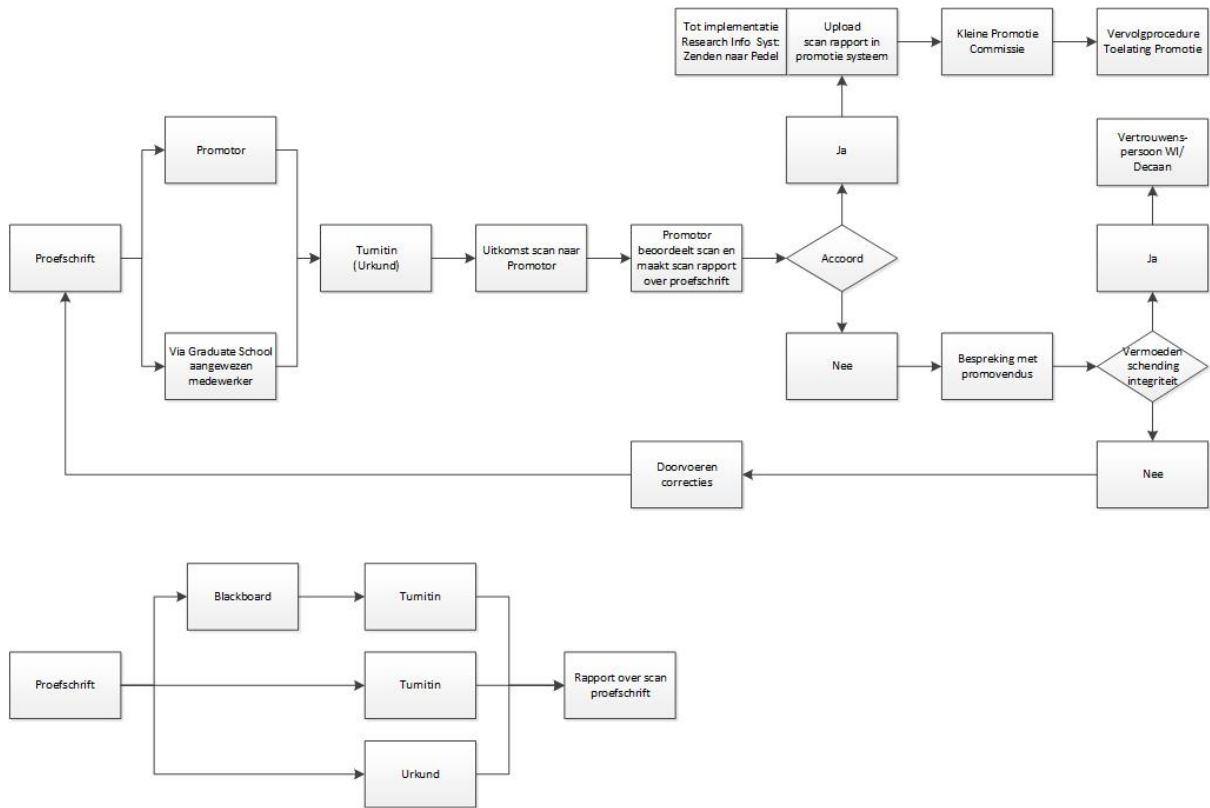 Tot implementatie
Research Info Syst:
Zenden naar Pedel
Upload
scan rapport in
promotie systeem
Kleine Promotie
Commissie
Vervolgprocedure
Toelating Promotie
Promotor
Ja
Vertrouwens-
persoon WI/
Decaan
Proefschrift
Turnitin
(Urkund)
Uitkomst scan naar
Promotor
Promotor
beoordeelt scan en
maakt scan rapport
over proefschrift
Accoord
Ja
Via Graduate School
aangewezen
medewerker
Nee
Bespreking met
promovendus
Vermoeden
schending
integriteit
Doorvoeren
correcties
Nee
Blackboard
Turnitin
Proefschrift
Turnitin
Rapport over scan
proefschrift
Urkund